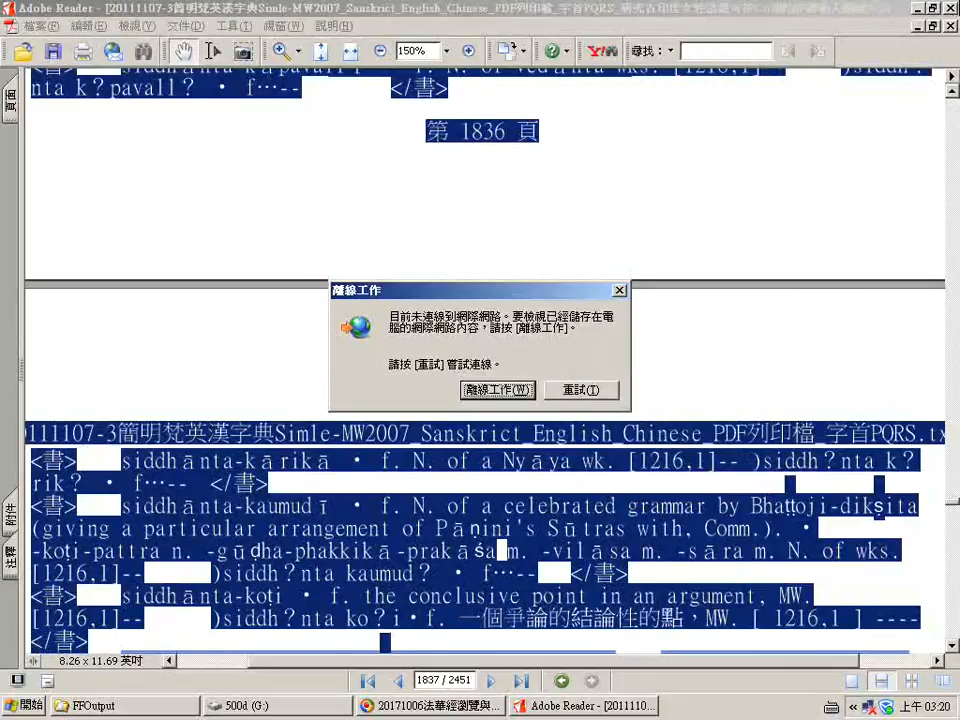 Adobe Reader - [20111107-3簡明梵英漢字典Simle-MW2007_Sanskrict_English_Chinese_PDF列印檔_字首PQRS
檔案(F) 編輯(E) 檢視(V) 文件(D) 工具(T) 視窗(W) 說明(H)
150% 尋找：
nta k？pavall？ • f…-- </書>
第 1836 頁
頁面
離線工作
目前未連線到網際網路。要檢視已經儲存在電
腦的網際網路內容，請按 [離線工作]。
請按 [重試] 嘗試連線。
離線工作(W) 重試(T)
111107-3簡明梵英漢字典Simle-MW2007_Sanskrict_English_Chinese_PDF列印檔_字首PQRS.tx
<書> siddhānta-kārikā • f. N. of a Nyāya wk. [1216,1]-- )siddh？nta k？
rik？ • f…-- </書>
<書> siddhānta-kaumudī • f. N. of a celebrated grammar by Bhaṭṭoji-dikṣita
(giving a particular arrangement of Pāṇini's Sūtras with, Comm.). •
-koṭi-pattra n. -gūḍha-phakkikā-prakāśa m. -vilāsa m. -sāra m. N. of wks.
[1216,1]-- )siddh？nta kaumud？ • f…-- </書>
<書> siddhānta-koṭi • f. the conclusive point in an argument, MW.
[1216,1]-- )siddh？nta ko？i•f. 一個爭論的結論性的點，MW. [ 1216,1 ] ----
</書>
附件
注釋
8.26 x 11.69 英吋
1837 / 2451
開始 FFOutput 500d (G:) 20171006法華經瀏覽與... Adobe Reader - [2011110... 上午 03:20